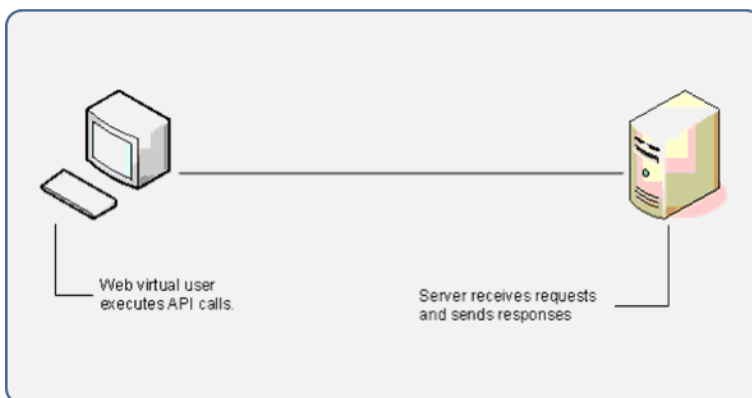 Web virtual user
executes API calls.
Server receives requests
and sends responses